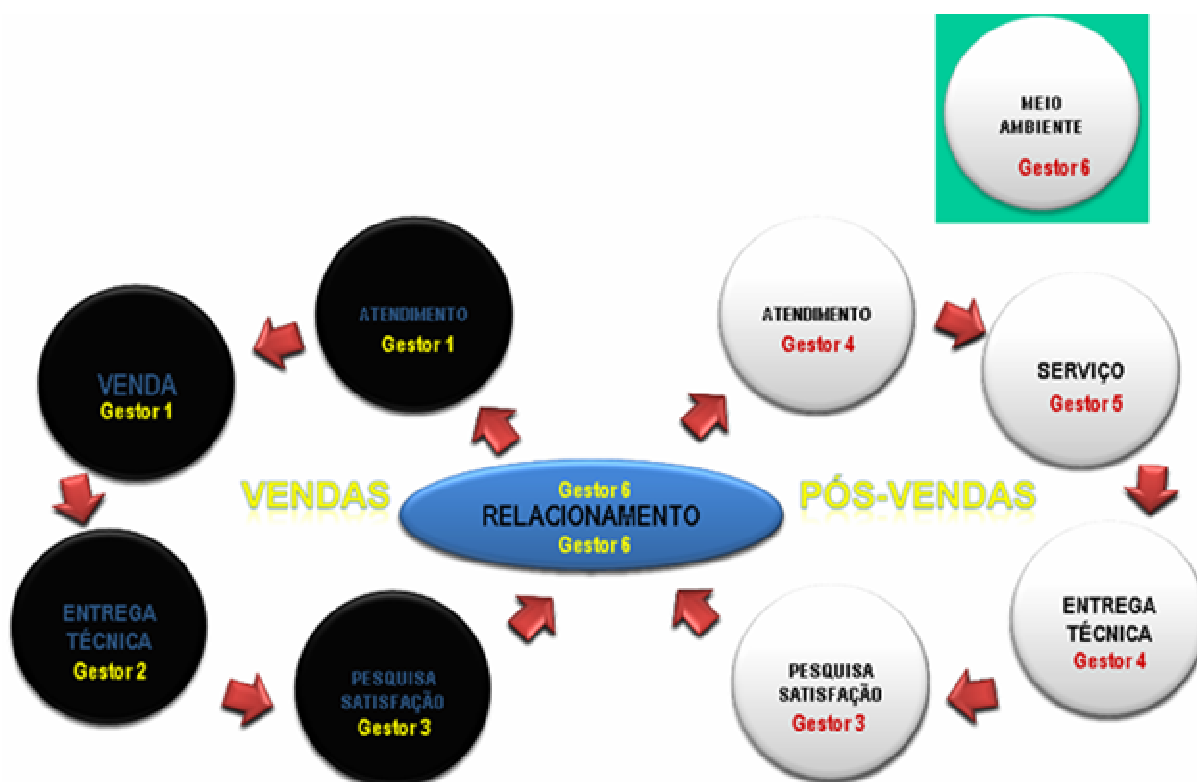 MEIO
AMBIENTE
Gestor 6
ATENDIMENTO
Gestor 1
VENDA
Gestor 1
ENTREGA
TÉCNICA
Gestor 2
PESQUISA
SATISFAÇÃO
Gestor 3
VENDAS
Gestor 6
RELACIONAMENTO
Gestor 6
PÓS-VENDAS
ATENDIMENTO
Gestor 4
SERVIÇO
Gestor 5
ENTREGA
TÉCNICA
Gestor 4
PESQUISA
SATISFAÇÃO
Gestor 3